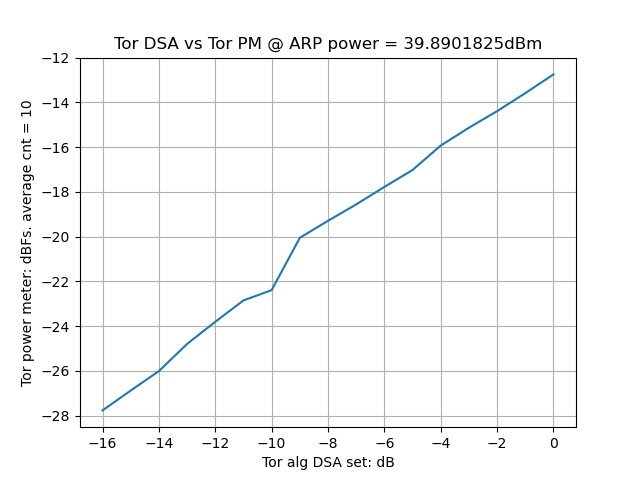 Tor DSA vs Tor PM @ ARP power = 39.8901825dBm
Tor power meter: dBFs. average cnt = 10
−12
−14
−16
−18
−20
−22
−24
−26
−28
−16 −14 −12 −10 −8 −6 −4 −2 0
Tor alg DSA set: dB